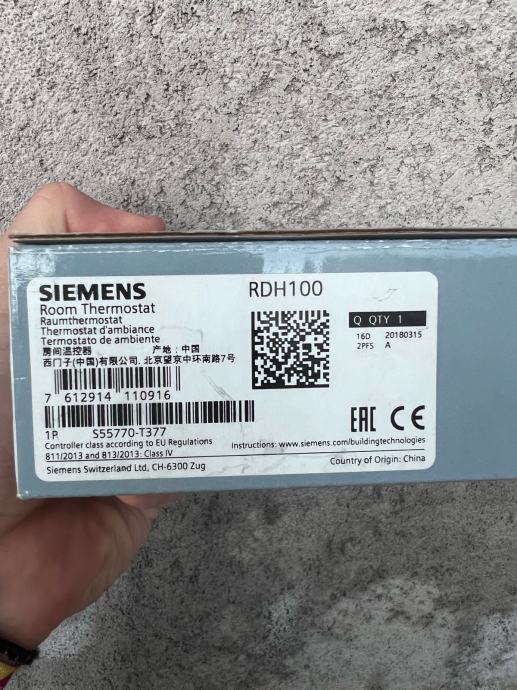 SIEMENS
RDH100
Room Thermostat
Raumthermostat
Thermostat d'ambiance
Termostato de ambiente
房间温控器 产地：中国
西门子(中国)有限公司, 北京望京中环南路7号
7 612914 110916
1P S55770-T377
Q QTY 1
16D 20180315
2PFS A
EAC CE
Controller class according to EU Regulations
811/2013 and 813/2013: Class IV
Siemens Switzerland Ltd, CH-6300 Zug
Instructions: www.siemens.com/buildingtechnologies
Country of Origin: China